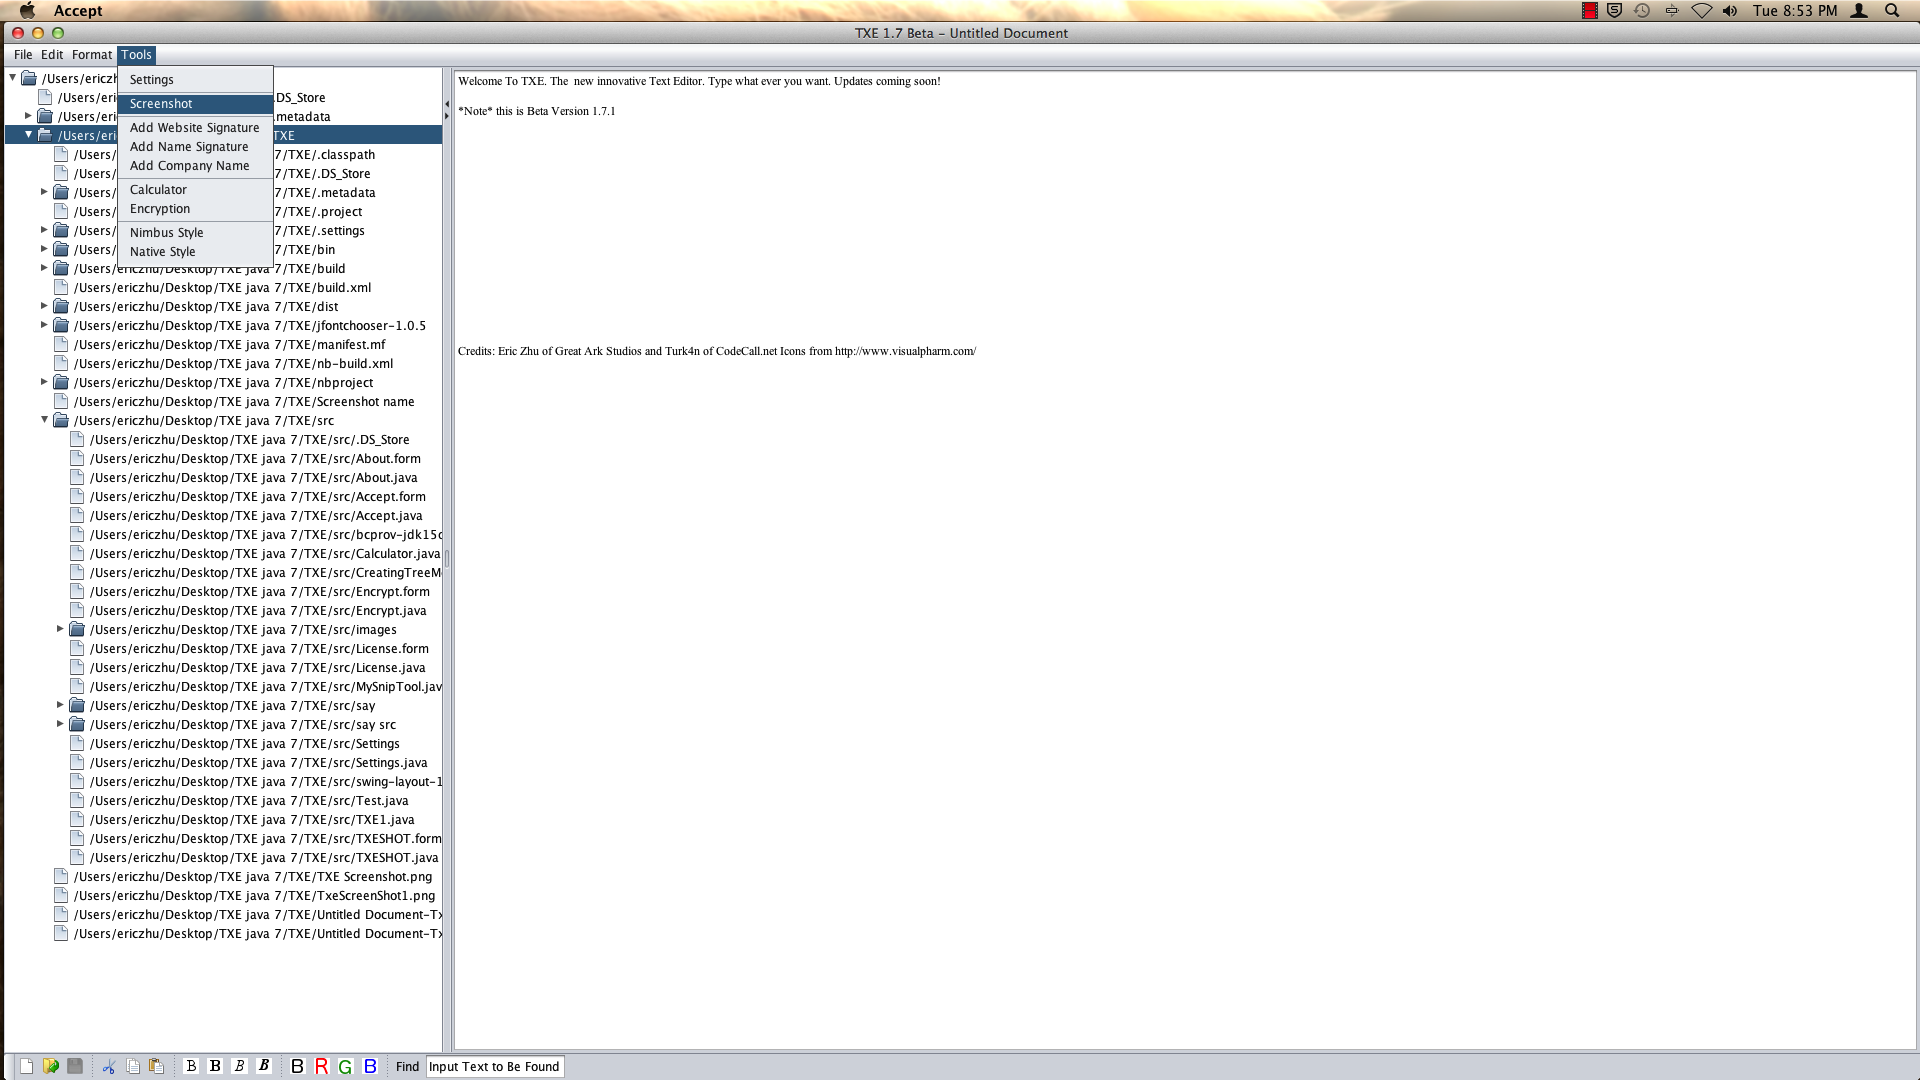 Accept
Tue 8:53 PM
TXE 1.7 Beta – Untitled Document
File Edit Format Tools
Settings
Screenshot
Add Website Signature
Add Name Signature
Add Company Name
Calculator
Encryption
Nimbus Style
Native Style
/Users/ericzh
/Users/eri .DS_Store
.metadata
/Users/eri TXE
/Users/ 7/TXE/.classpath
/Users/ 7/TXE/.DS_Store
/Users/ 7/TXE/.metadata
/Users/ 7/TXE/.project
/Users/ 7/TXE/.settings
/Users/ 7/TXE/bin
/Users/ericzhu/Desktop/TXE java 7/TXE/build
/Users/ericzhu/Desktop/TXE java 7/TXE/build.xml
/Users/ericzhu/Desktop/TXE java 7/TXE/dist
/Users/ericzhu/Desktop/TXE java 7/TXE/jfontchooser-1.0.5
/Users/ericzhu/Desktop/TXE java 7/TXE/manifest.mf
/Users/ericzhu/Desktop/TXE java 7/TXE/nb-build.xml
/Users/ericzhu/Desktop/TXE java 7/TXE/nbproject
/Users/ericzhu/Desktop/TXE java 7/TXE/Screenshot name
/Users/ericzhu/Desktop/TXE java 7/TXE/src
/Users/ericzhu/Desktop/TXE java 7/TXE/src/.DS_Store
/Users/ericzhu/Desktop/TXE java 7/TXE/src/About.form
/Users/ericzhu/Desktop/TXE java 7/TXE/src/About.java
/Users/ericzhu/Desktop/TXE java 7/TXE/src/Accept.form
/Users/ericzhu/Desktop/TXE java 7/TXE/src/Accept.java
/Users/ericzhu/Desktop/TXE java 7/TXE/src/bcprov-jdk15o
/Users/ericzhu/Desktop/TXE java 7/TXE/src/Calculator.java
/Users/ericzhu/Desktop/TXE java 7/TXE/src/CreatingTreeM
/Users/ericzhu/Desktop/TXE java 7/TXE/src/Encrypt.form
/Users/ericzhu/Desktop/TXE java 7/TXE/src/Encrypt.java
/Users/ericzhu/Desktop/TXE java 7/TXE/src/images
/Users/ericzhu/Desktop/TXE java 7/TXE/src/License.form
/Users/ericzhu/Desktop/TXE java 7/TXE/src/License.java
/Users/ericzhu/Desktop/TXE java 7/TXE/src/MySnipTool.jav
/Users/ericzhu/Desktop/TXE java 7/TXE/src/say
/Users/ericzhu/Desktop/TXE java 7/TXE/src/say src
/Users/ericzhu/Desktop/TXE java 7/TXE/src/Settings
/Users/ericzhu/Desktop/TXE java 7/TXE/src/Settings.java
/Users/ericzhu/Desktop/TXE java 7/TXE/src/swing-layout-1
/Users/ericzhu/Desktop/TXE java 7/TXE/src/Test.java
/Users/ericzhu/Desktop/TXE java 7/TXE/src/TXE1.java
/Users/ericzhu/Desktop/TXE java 7/TXE/src/TXESHOT.form
/Users/ericzhu/Desktop/TXE java 7/TXE/src/TXESHOT.java
/Users/ericzhu/Desktop/TXE java 7/TXE/TXE Screenshot.png
/Users/ericzhu/Desktop/TXE java 7/TXE/TxeScreenShot1.png
/Users/ericzhu/Desktop/TXE java 7/TXE/Untitled Document-Tx
/Users/ericzhu/Desktop/TXE java 7/TXE/Untitled Document-Tx
Welcome To TXE. The  new innovative Text Editor. Type what ever you want. Updates coming soon!
*Note* this is Beta Version 1.7.1
Credits: Eric Zhu of Great Ark Studios and Turk4n of CodeCall.net Icons from http://www.visualpharm.com/
B B B B B R G B Find Input Text to Be Found